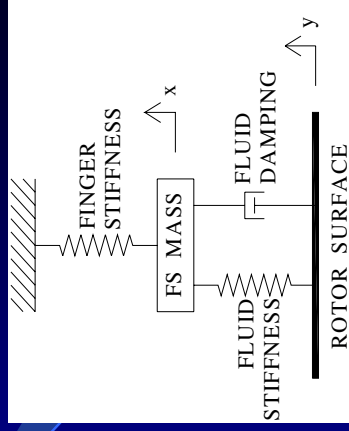 FINGER
STIFFNESS
x
FS MASS
FLUID
STIFFNESS
FLUID
DAMPING
y
ROTOR SURFACE